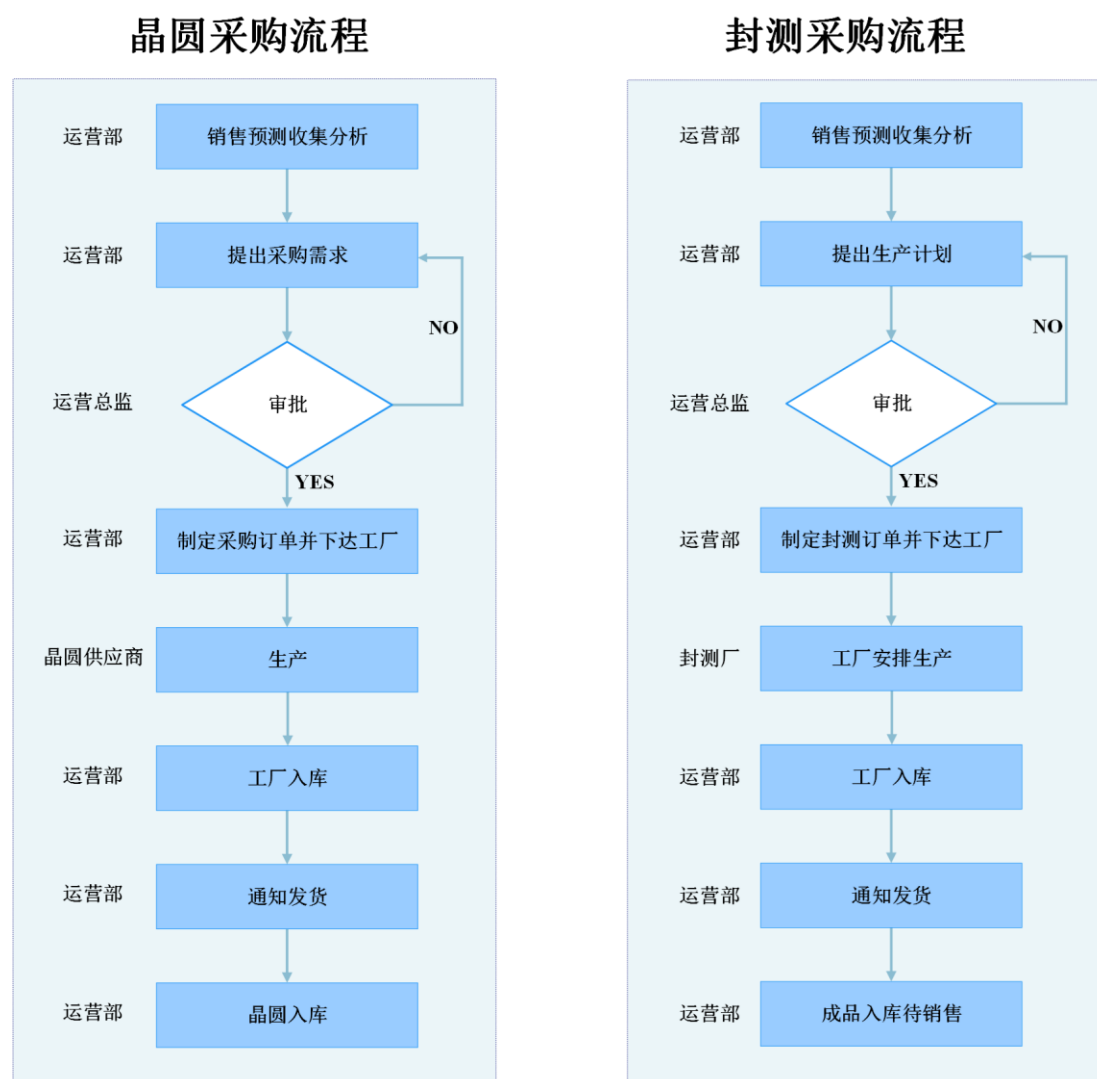 晶圆采购流程
运营部
销售预测收集分析
运营部
提出采购需求
NO
运营总监
审批
YES
运营部
制定采购订单并下达工厂
晶圆供应商
生产
运营部
工厂入库
运营部
通知发货
运营部
晶圆入库
封测采购流程
运营部
销售预测收集分析
运营部
提出生产计划
NO
运营总监
审批
YES
运营部
制定封测订单并下达工厂
封测厂
工厂安排生产
运营部
工厂入库
运营部
通知发货
运营部
成品入库待销售